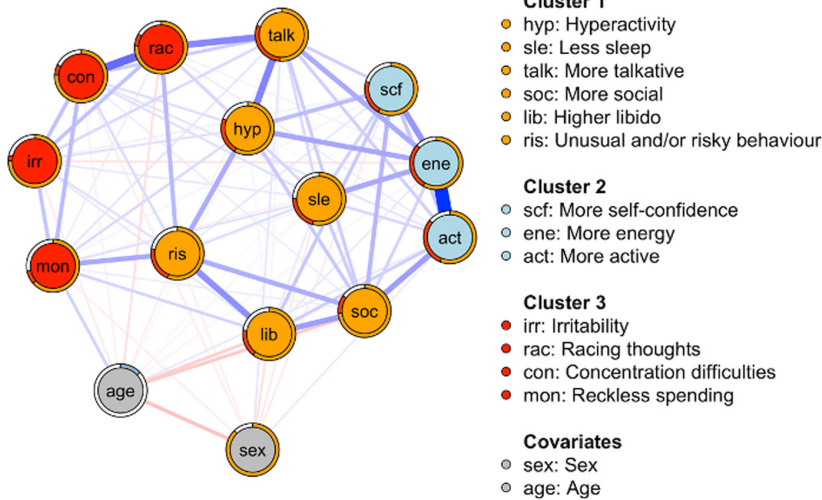 Cluster 1
hyp: Hyperactivity
sle: Less sleep
talk: More talkative
soc: More social
lib: Higher libido
ris: Unusual and/or risky behaviour
Cluster 2
scf: More self-confidence
ene: More energy
act: More active
Cluster 3
irr: Irritability
rac: Racing thoughts
con: Concentration difficulties
mon: Reckless spending
Covariates
sex: Sex
age: Age
talk
rac
con
scf
hyp
irr
ene
sle
act
ris
mon
soc
lib
age
sex